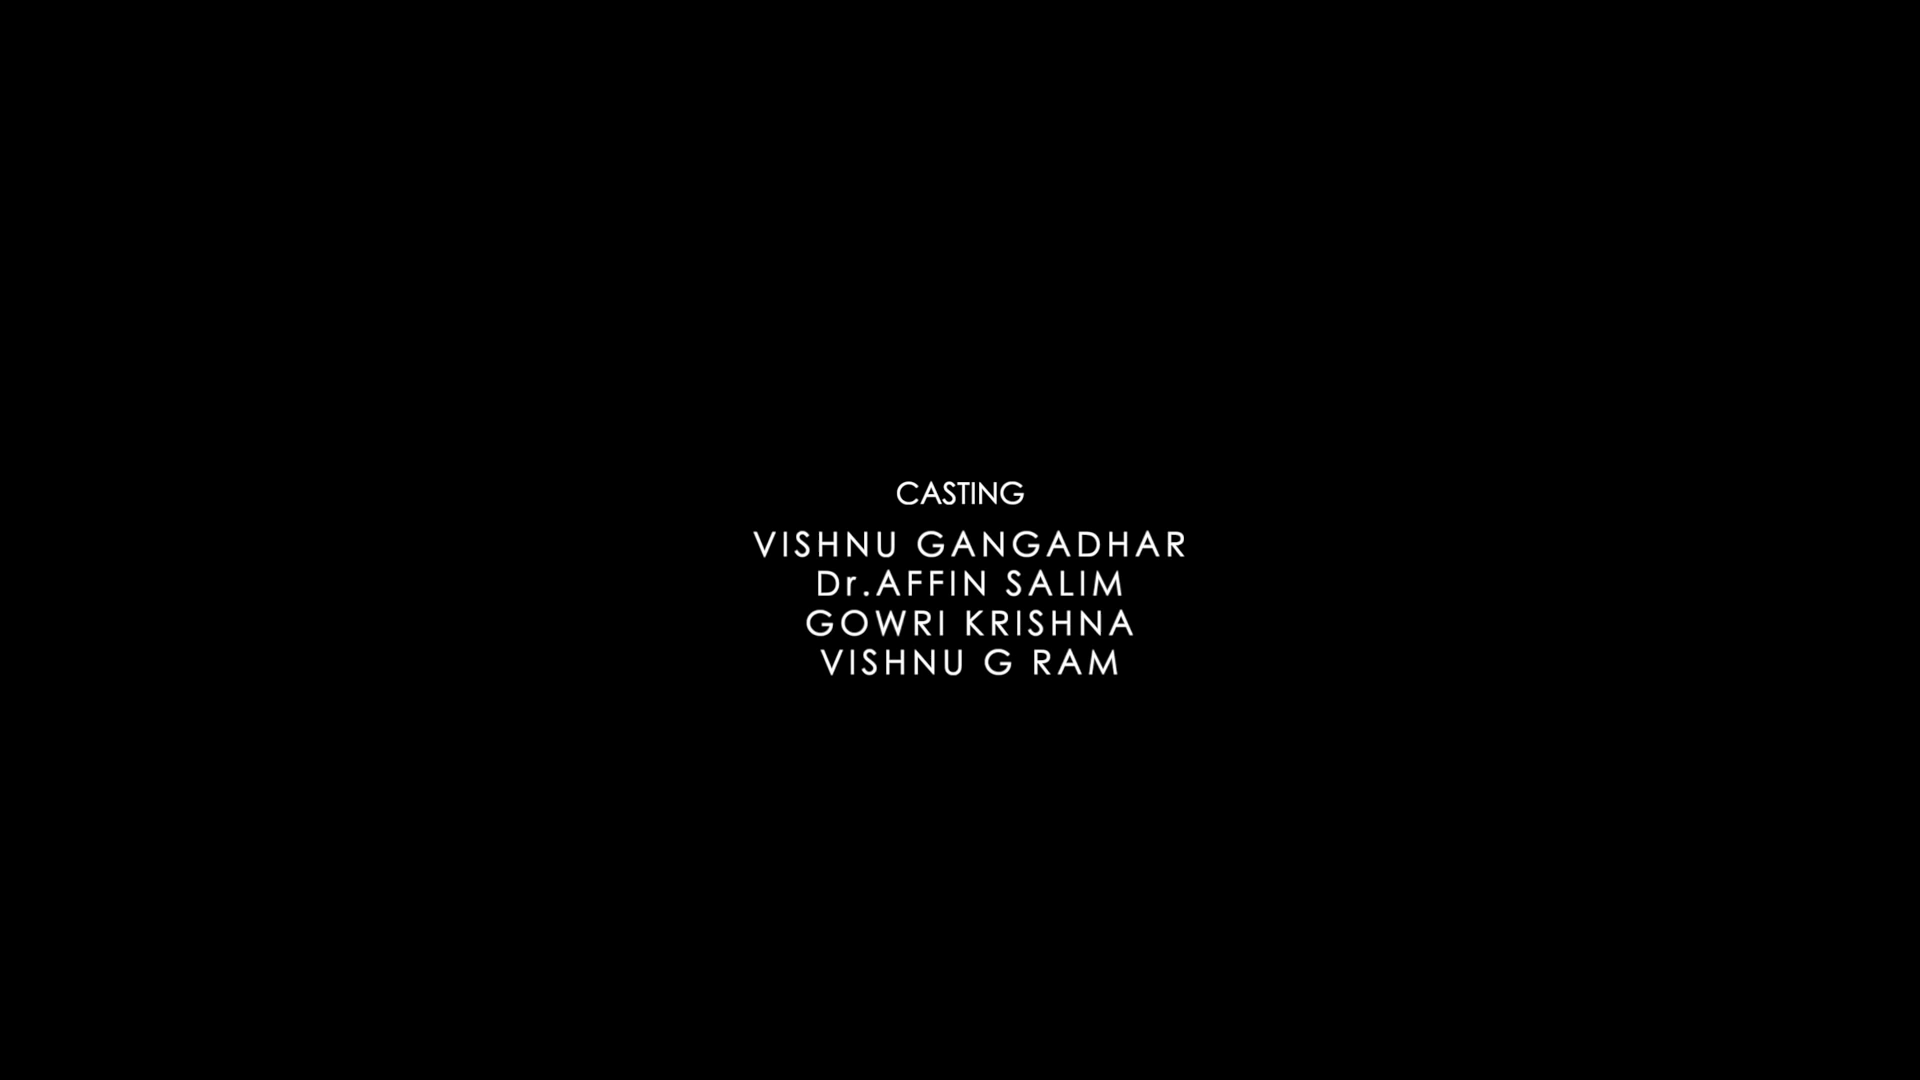 CASTING
VISHNU GANGADHAR
Dr.AFFIN SALIM
GOWRI KRISHNA
VISHNU G RAM